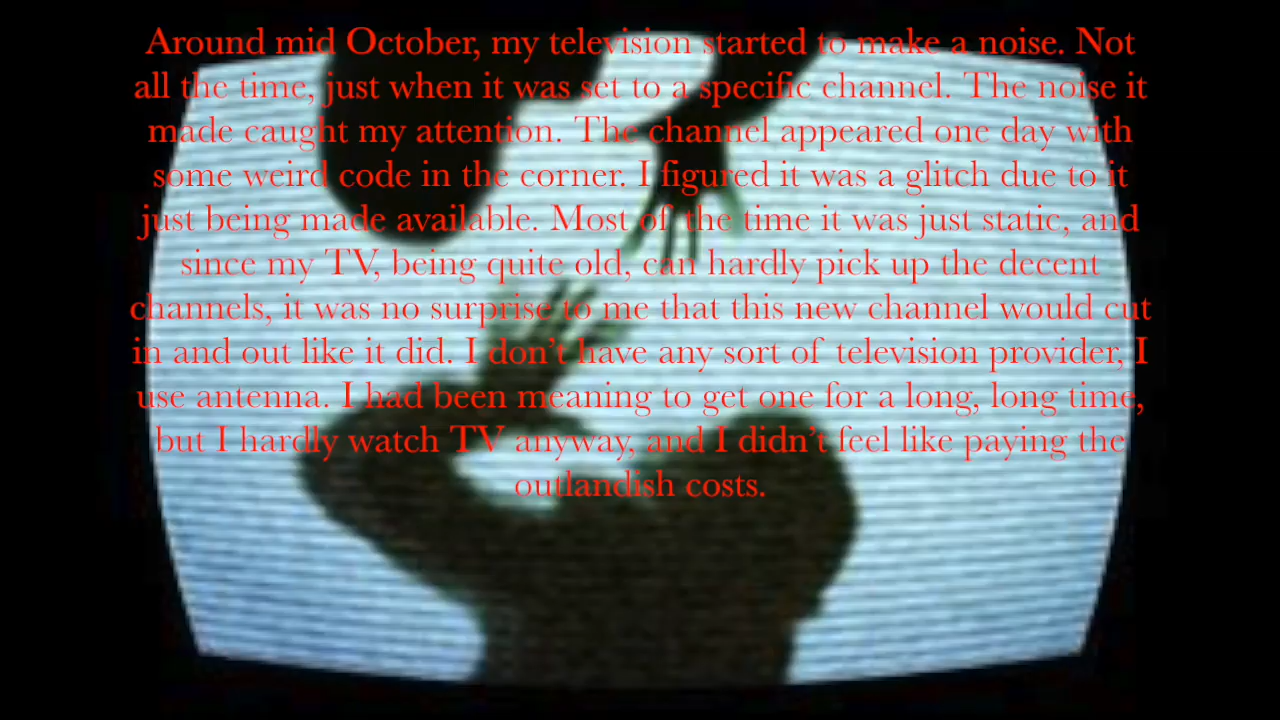 Around mid October, my television started to make a noise. Not
all the time, just when it was set to a specific channel. The noise it
made caught my attention. The channel appeared one day with
some weird code in the corner. I figured it was a glitch due to it
just being made available. Most of the time it was just static, and
since my TV, being quite old, can hardly pick up the decent
channels, it was no surprise to me that this new channel would cut
in and out like it did. I don’t have any sort of television provider, I
use antenna. I had been meaning to get one for a long, long time,
but I hardly watch TV anyway, and I didn’t feel like paying the
outlandish costs.